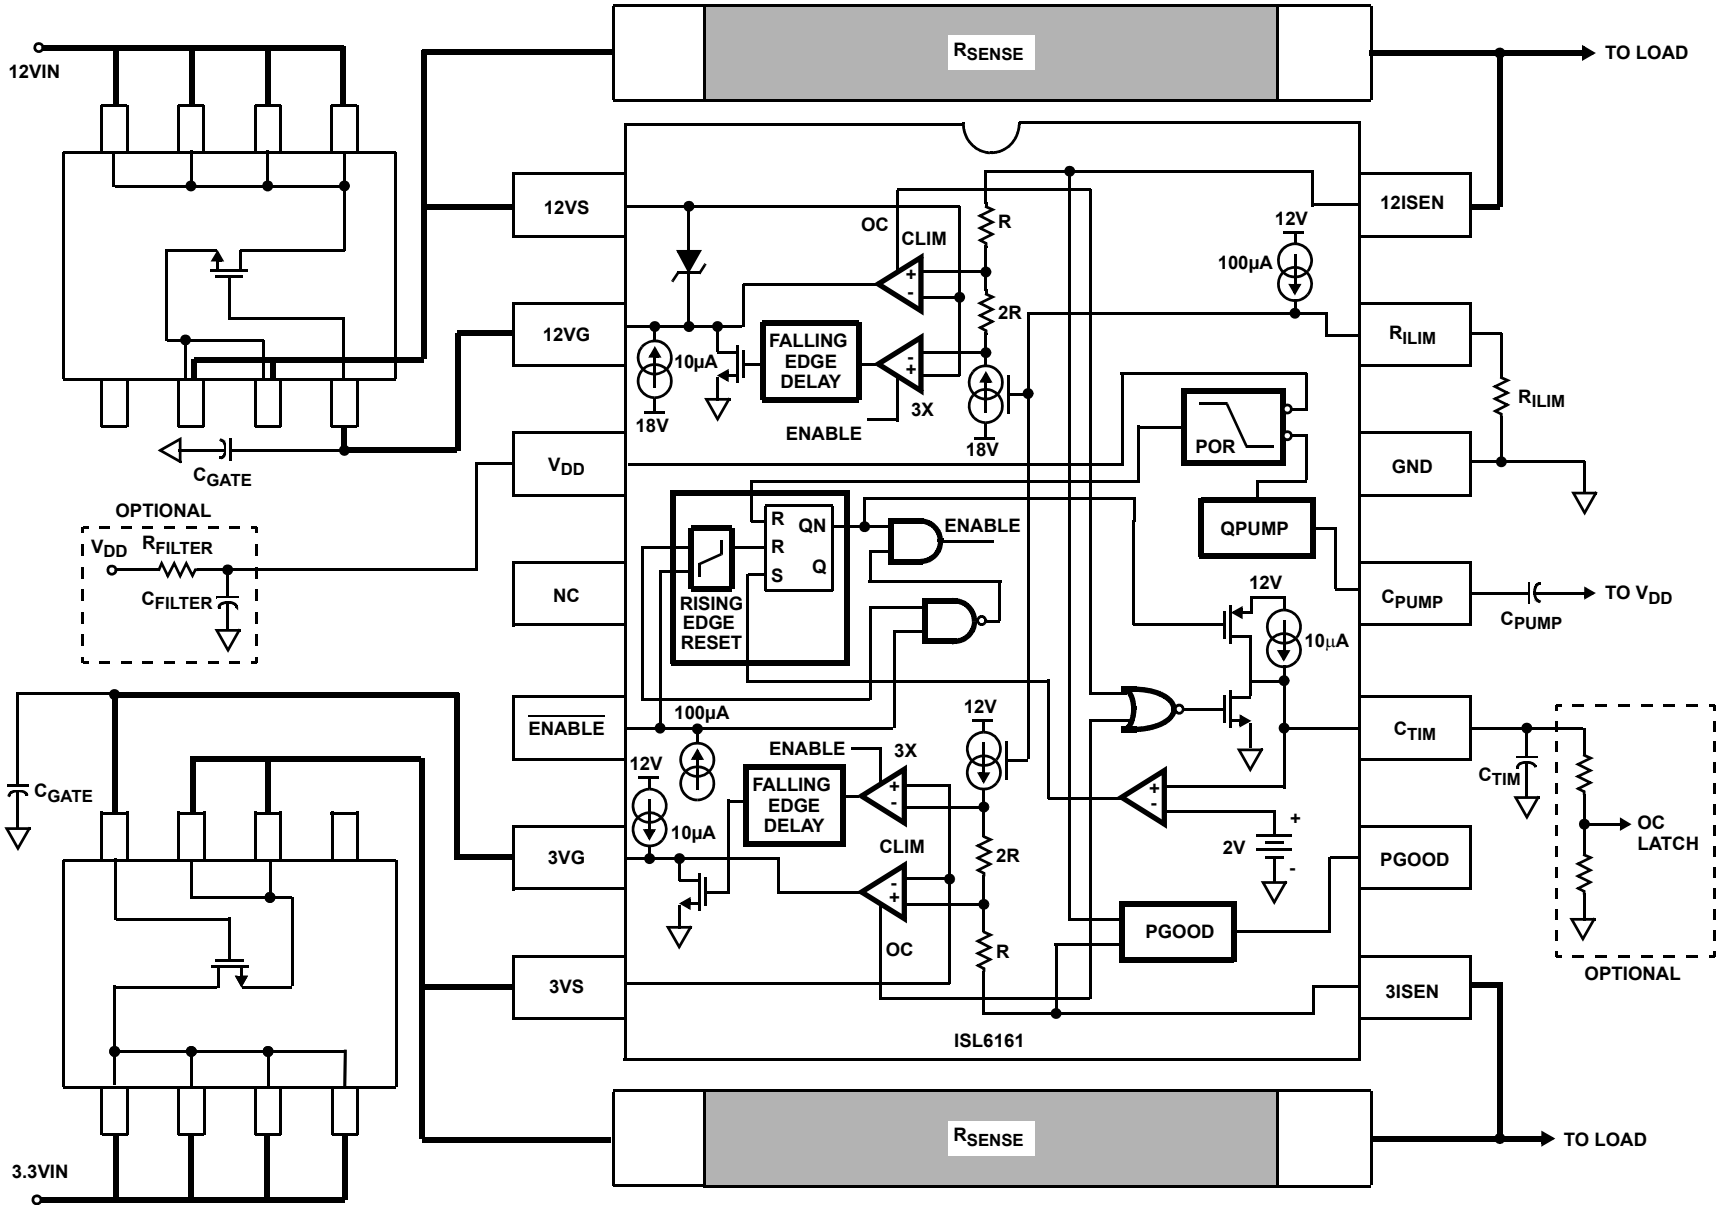 12VIN
RSENSE
TO LOAD
12VS
12ISEN
OC
CLIM
R
12V
100µA
12VG
10µA
FALLING
EDGE
DELAY
2R
RILIM
18V
ENABLE
3X
18V
POR
RILIM
CGATE
VDD
GND
OPTIONAL
VDD
RFILTER
CFILTER
R
QN
R
Q
S
ENABLE
QPUMP
NC
RISING
EDGE
RESET
12V
10µA
CPUMP
CPUMP
TO VDD
ENABLE
100µA
12V
CTIM
CTIM
CGATE
12V
ENABLE
3X
FALLING
EDGE
DELAY
10µA
+
2V
-
OC
LATCH
3VG
CLIM
2R
PGOOD
OC
R
PGOOD
OPTIONAL
3VS
3ISEN
ISL6161
3.3VIN
RSENSE
TO LOAD
+
-
-
+
+
-
-
+
+
-